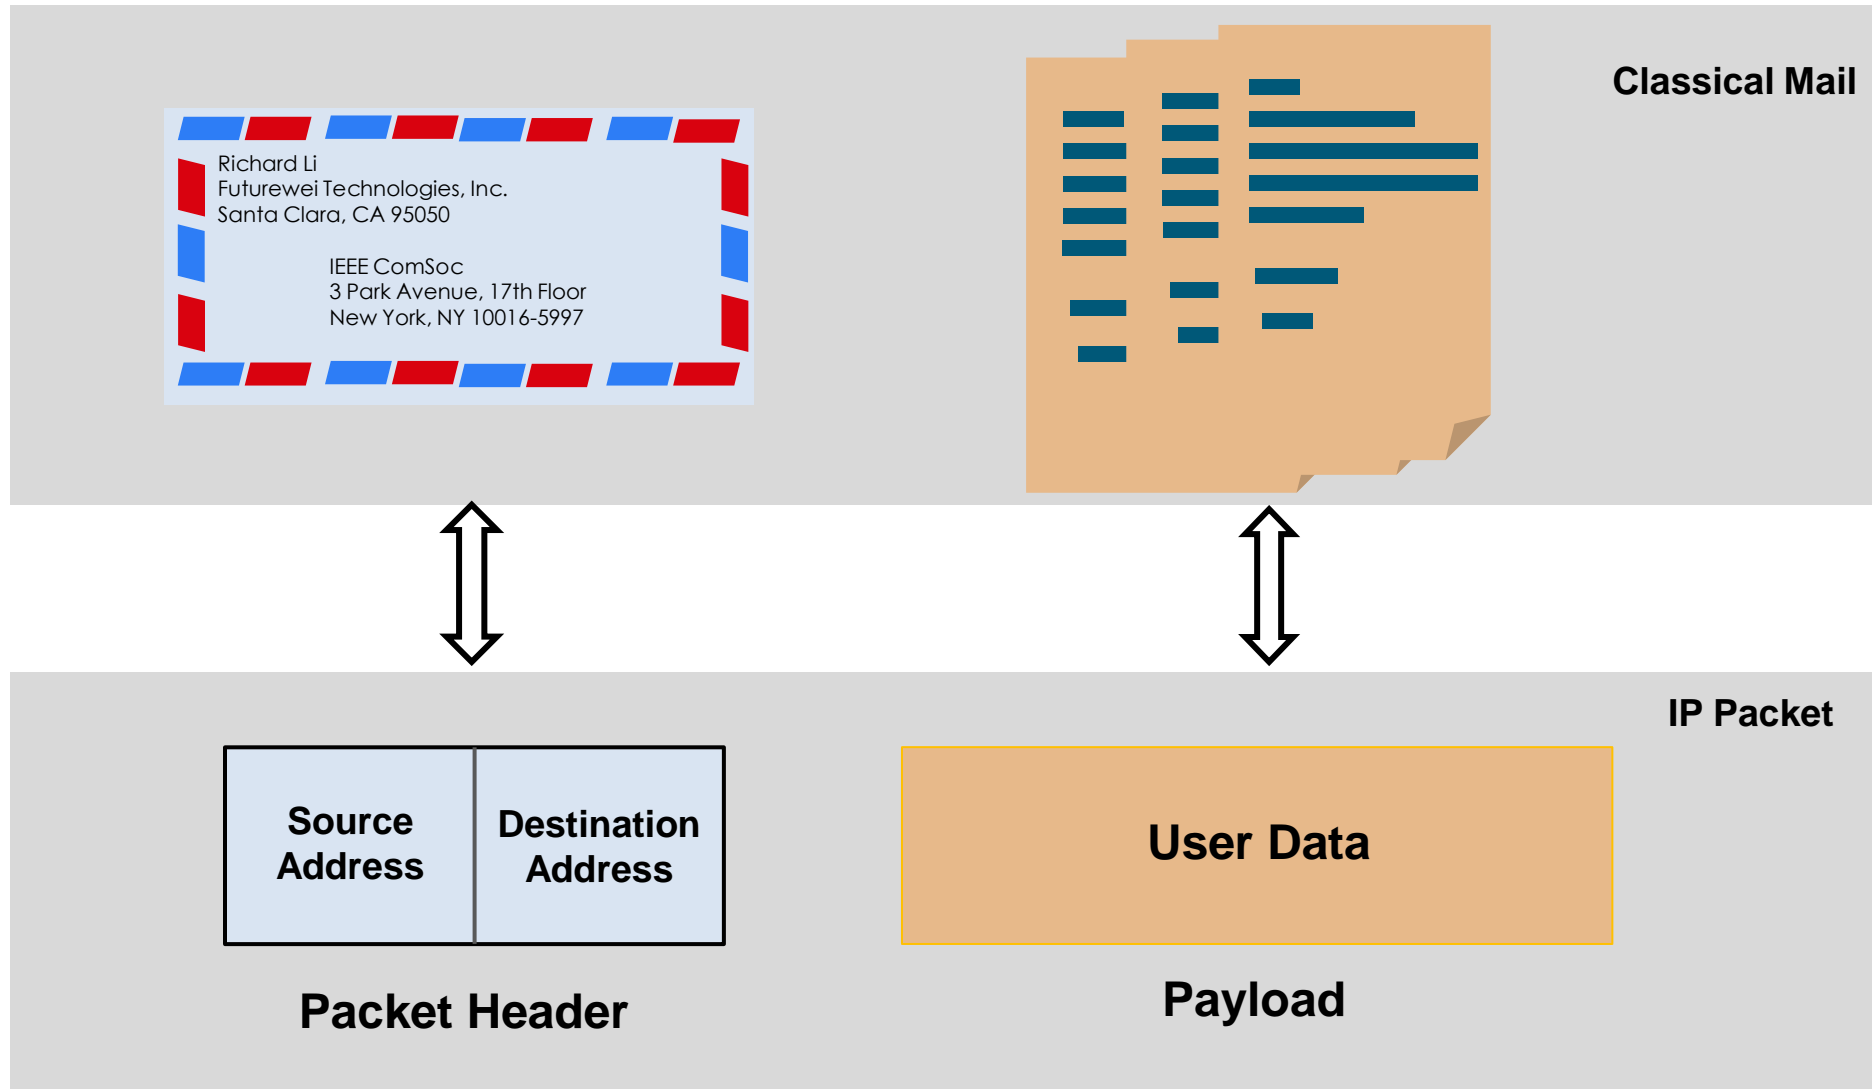 Classical Mail
Richard Li
Futurewei Technologies, Inc.
Santa Clara, CA 95050
IEEE ComSoc
3 Park Avenue, 17th Floor
New York, NY 10016-5997
IP Packet
Source
Address
Destination
Address
User Data
Packet Header
Payload